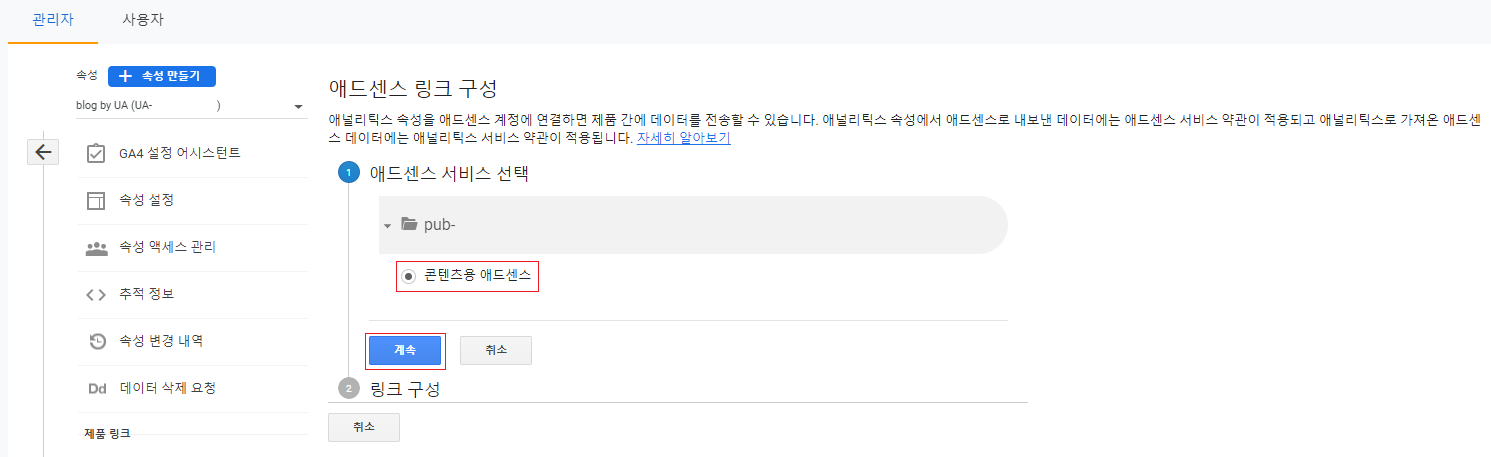 관리자
사용자
속성
속성 만들기
blog by UA (UA- )
GA4 설정 어시스턴트
속성 설정
속성 액세스 관리
추적 정보
속성 변경 내역
Dd 데이터 삭제 요청
제품 링크
애드센스 링크 구성
애널리틱스 속성을 애드센스 계정에 연결하면 제품 간에 데이터를 전송할 수 있습니다. 애널리틱스 속성에서 애드센스로 내보낸 데이터에는 애드센스 서비스 약관이 적용되고 애널리틱스로 가져온 애드센
스 데이터에는 애널리틱스 서비스 약관이 적용됩니다. 자세히 알아보기
1 애드센스 서비스 선택
pub-
콘텐츠용 애드센스
계속
취소
2 링크 구성
취소